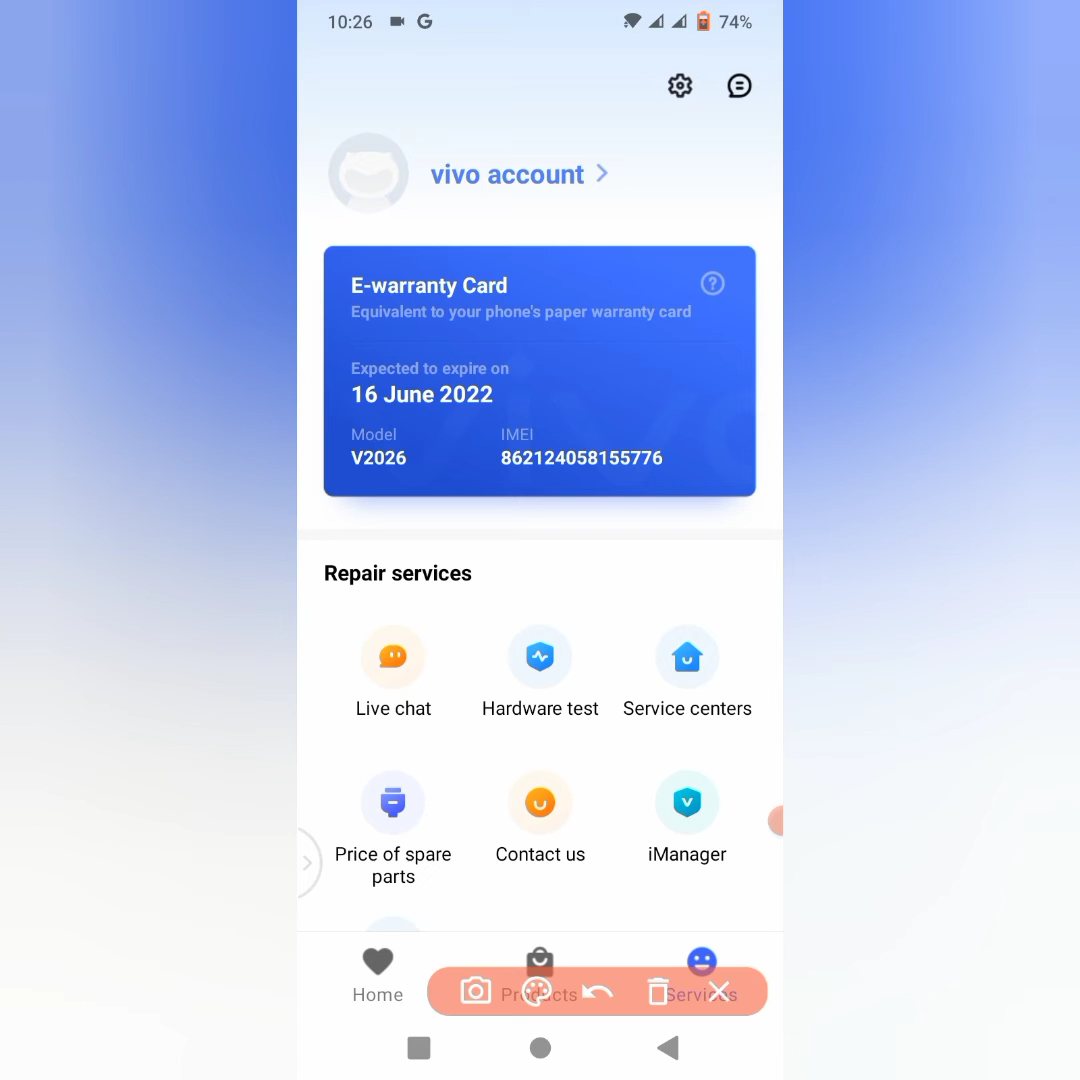 10:26
74%
vivo account
E-warranty Card
Equivalent to your phone's paper warranty card
Expected to expire on
16 June 2022
Model IMEI
V2026 862124058155776
Repair services
Live chat Hardware test Service centers
Price of spare parts Contact us iManager
Home Products Services